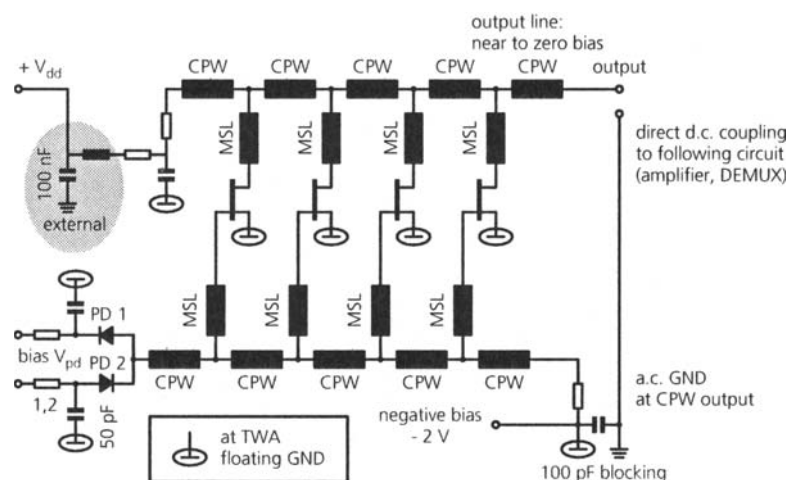 output line:
near to zero bias
CPW CPW CPW CPW CPW
output
+ Vdd
MSL MSL MSL MSL
direct d.c. coupling
to following circuit
(amplifier, DEMUX)
100 nF
external
MSL MSL MSL MSL
PD 1
bias Vpd
PD 2
1,2
50 pF
CPW CPW CPW CPW CPW
a.c. GND
at CPW output
negative bias
- 2 V
at TWA
floating GND
100 pF blocking